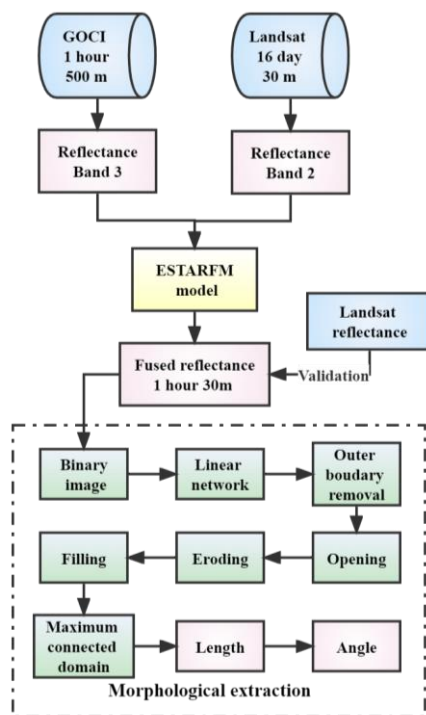 GOCI
1 hour
500 m
Landsat
16 day
30 m
Reflectance
Band 3
Reflectance
Band 2
ESTARFM
model
Landsat
reflectance
Fused reflectance
1 hour 30m
Validation
Binary
image
Linear
network
Outer
boudary
removal
Filling
Eroding
Opening
Maximum
connected
domain
Length
Angle
Morphological extraction